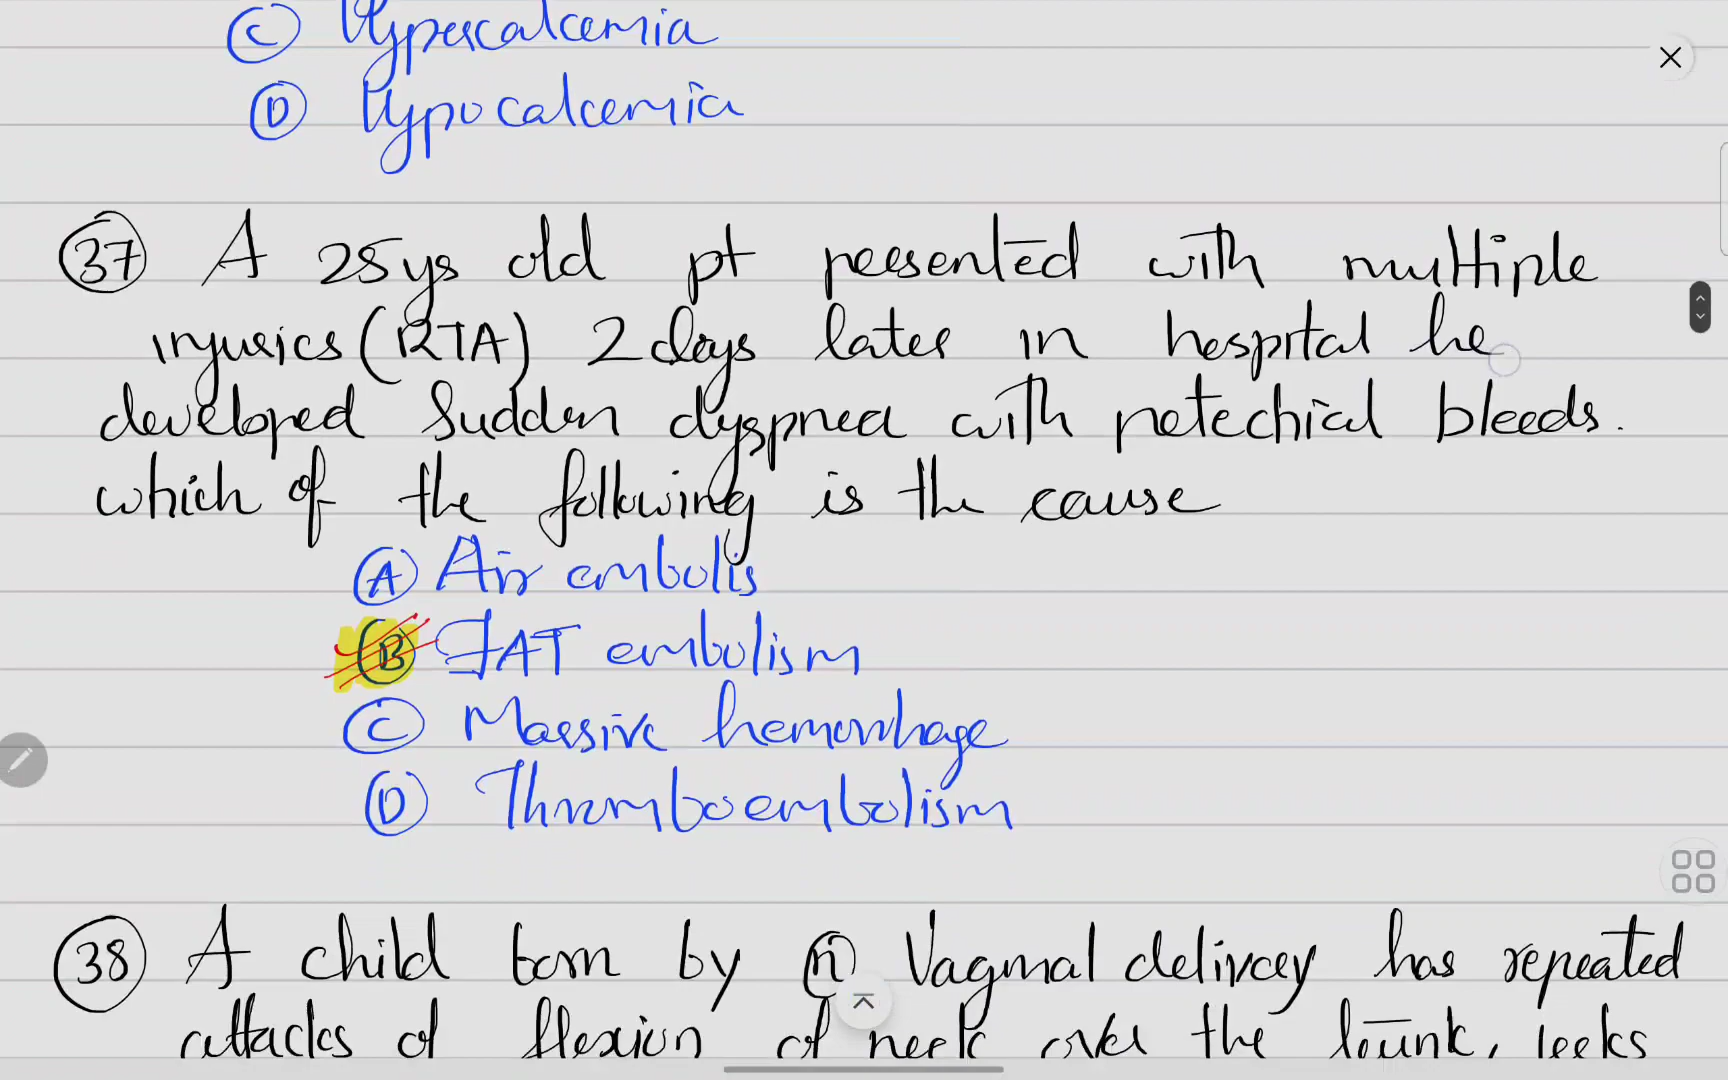 C Hypercalcemia
D Hypocalcemia
37 A 25ys old pt presented with multiple
injuries (RTA) 2 days later in hospital he
developed sudden dyspnea with petechial bleeds.
which of the following is the cause
A Air embolis
B FAT embolism
C Massive hemorrhage
D Thromboembolism
38 A child born by n Vaginal delivery has repeated
attacks of flexion of neck over the trunk,